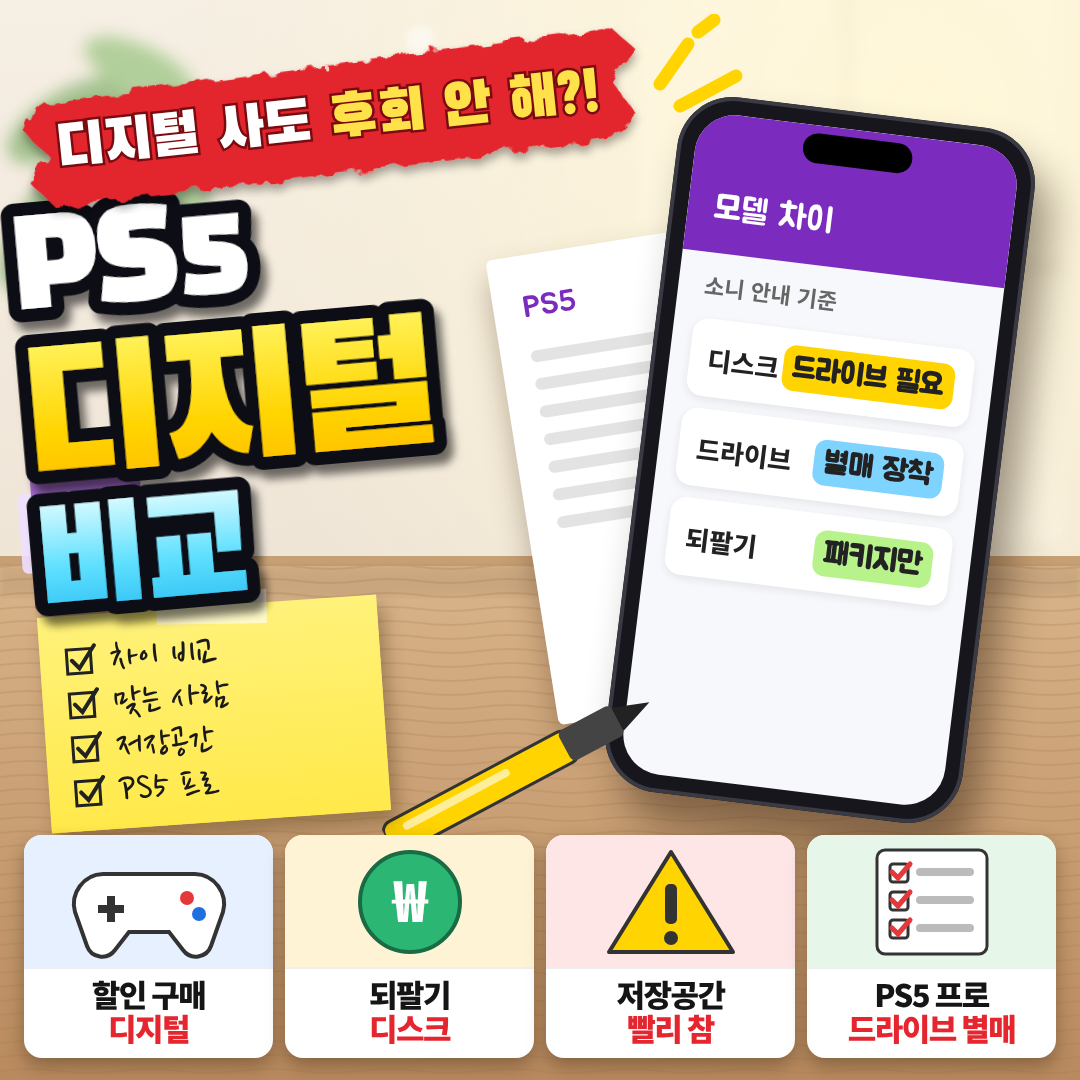 디지털 사도 후회 안 해?!
PS5
디지털
비교
차이 비교
맞는 사람
저장공간
PS5 프로
PS5
모델 차이
소니 안내 기준
디스크 드라이브 필요
드라이브 별매 장착
되팔기 패키지만
₩
할인 구매
디지털
되팔기
디스크
저장공간
빨리 참
PS5 프로
드라이브 별매